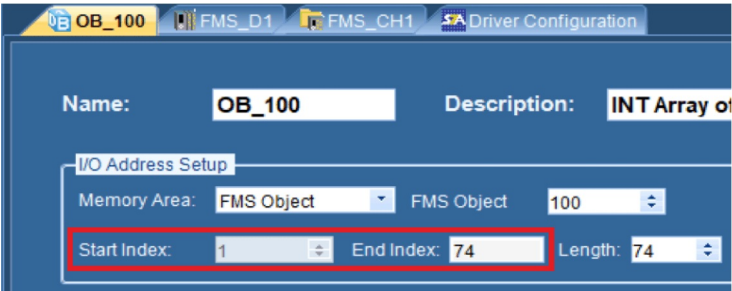 OB_100 FMS_D1 FMS_CH1 Driver Configuration
Name: OB_100 Description: INT Array of
I/O Address Setup
Memory Area: FMS Object FMS Object 100
Start Index: 1 End Index: 74 Length: 74